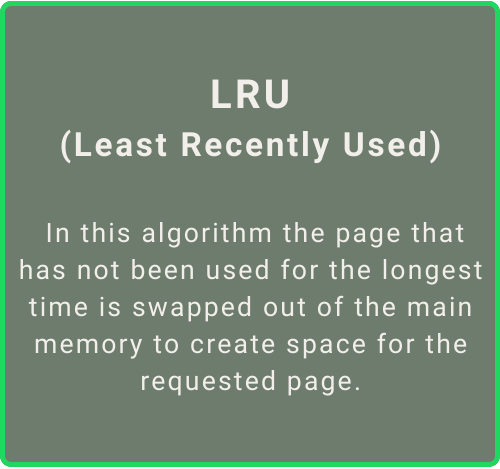 LRU
(Least Recently Used)
In this algorithm the page that
has not been used for the longest
time is swapped out of the main
memory to create space for the
requested page.